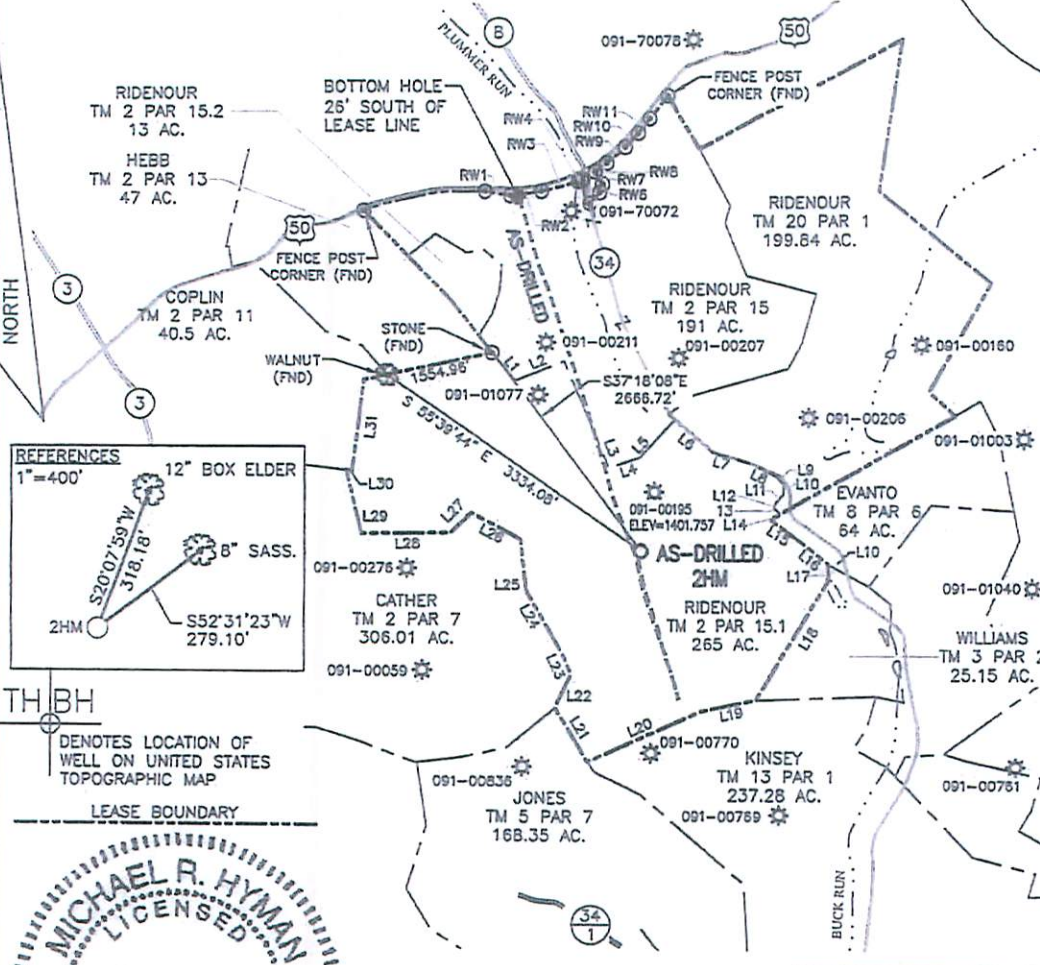 B
50
091-70078
PLUMMER RUN
RIDENOUR
TM 2 PAR 15.2
13 AC.
BOTTOM HOLE
26' SOUTH OF
LEASE LINE
FENCE POST
CORNER (FND)
RW4
RW11
RW10
RW9
RW3
HEBB
TM 2 PAR 13
47 AC.
RW1
RW8
RW7
RW6
RW2
091-70072
RIDENOUR
TM 20 PAR 1
199.84 AC.
50
FENCE POST
CORNER (FND)
AS-DRILLED
34
NORTH
3
COPLIN
TM 2 PAR 11
40.5 AC.
RIDENOUR
TM 2 PAR 15
191 AC.
STONE
(FND)
091-00211
091-00207
091-00160
WALNUT
(FND)
1554.96'
L1
L2
S37°18'08"E
2666.72'
091-01077
3
S 55°39'44" E 3334.08'
L31
091-00206
L3
L4
L5
L6
L7
L8
L9
L10
091-01003
REFERENCES
1"=400'
12" BOX ELDER
S20°07'59"W
318.18'
8" SASS.
2HM
S52°31'23"W
279.10'
L30
L29
L28
L27
L26
L12
L11
13
L14
091-00195
ELEV=1401.757
EVANTO
TM 8 PAR 6
64 AC.
L15
L16
L10
L17
AS-DRILLED
2HM
091-00276
L25
L24
CATHER
TM 2 PAR 7
306.01 AC.
RIDENOUR
TM 2 PAR 15.1
265 AC.
L18
091-01040
WILLIAMS
TM 3 PAR 2
25.15 AC.
091-00059
L23
L22
L21
L20
L19
TH BH
DENOTES LOCATION OF
WELL ON UNITED STATES
TOPOGRAPHIC MAP
LEASE BOUNDARY
091-00770
091-00836
JONES
TM 5 PAR 7
168.35 AC.
KINSEY
TM 13 PAR 1
237.28 AC.
091-00769
091-00761
BUCK RUN
34
1
MICHAEL R. HYMAN
LICENSED